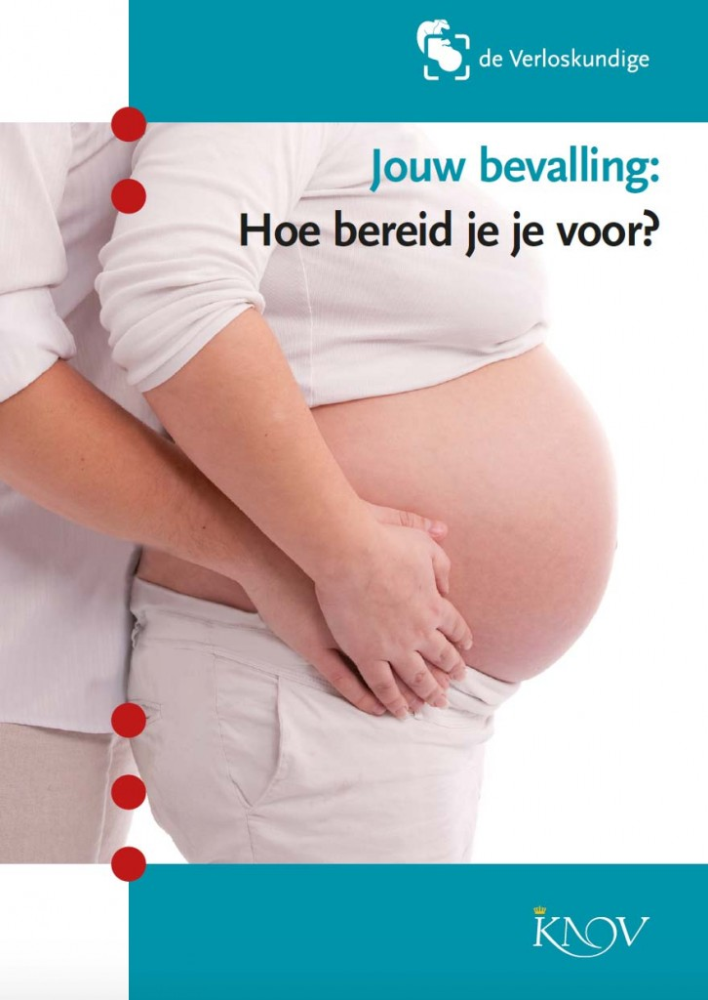 de Verloskundige
Jouw bevalling:
Hoe bereid je je voor?
KNOV